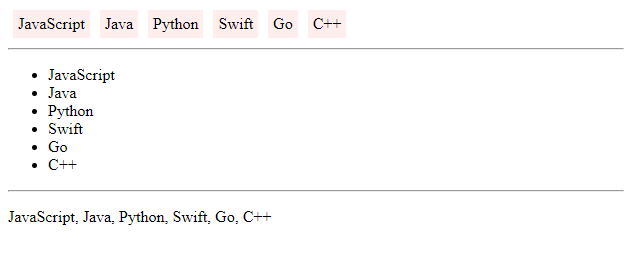 JavaScript Java Python Swift Go C++
JavaScript
Java
Python
Swift
Go
C++
JavaScript, Java, Python, Swift, Go, C++